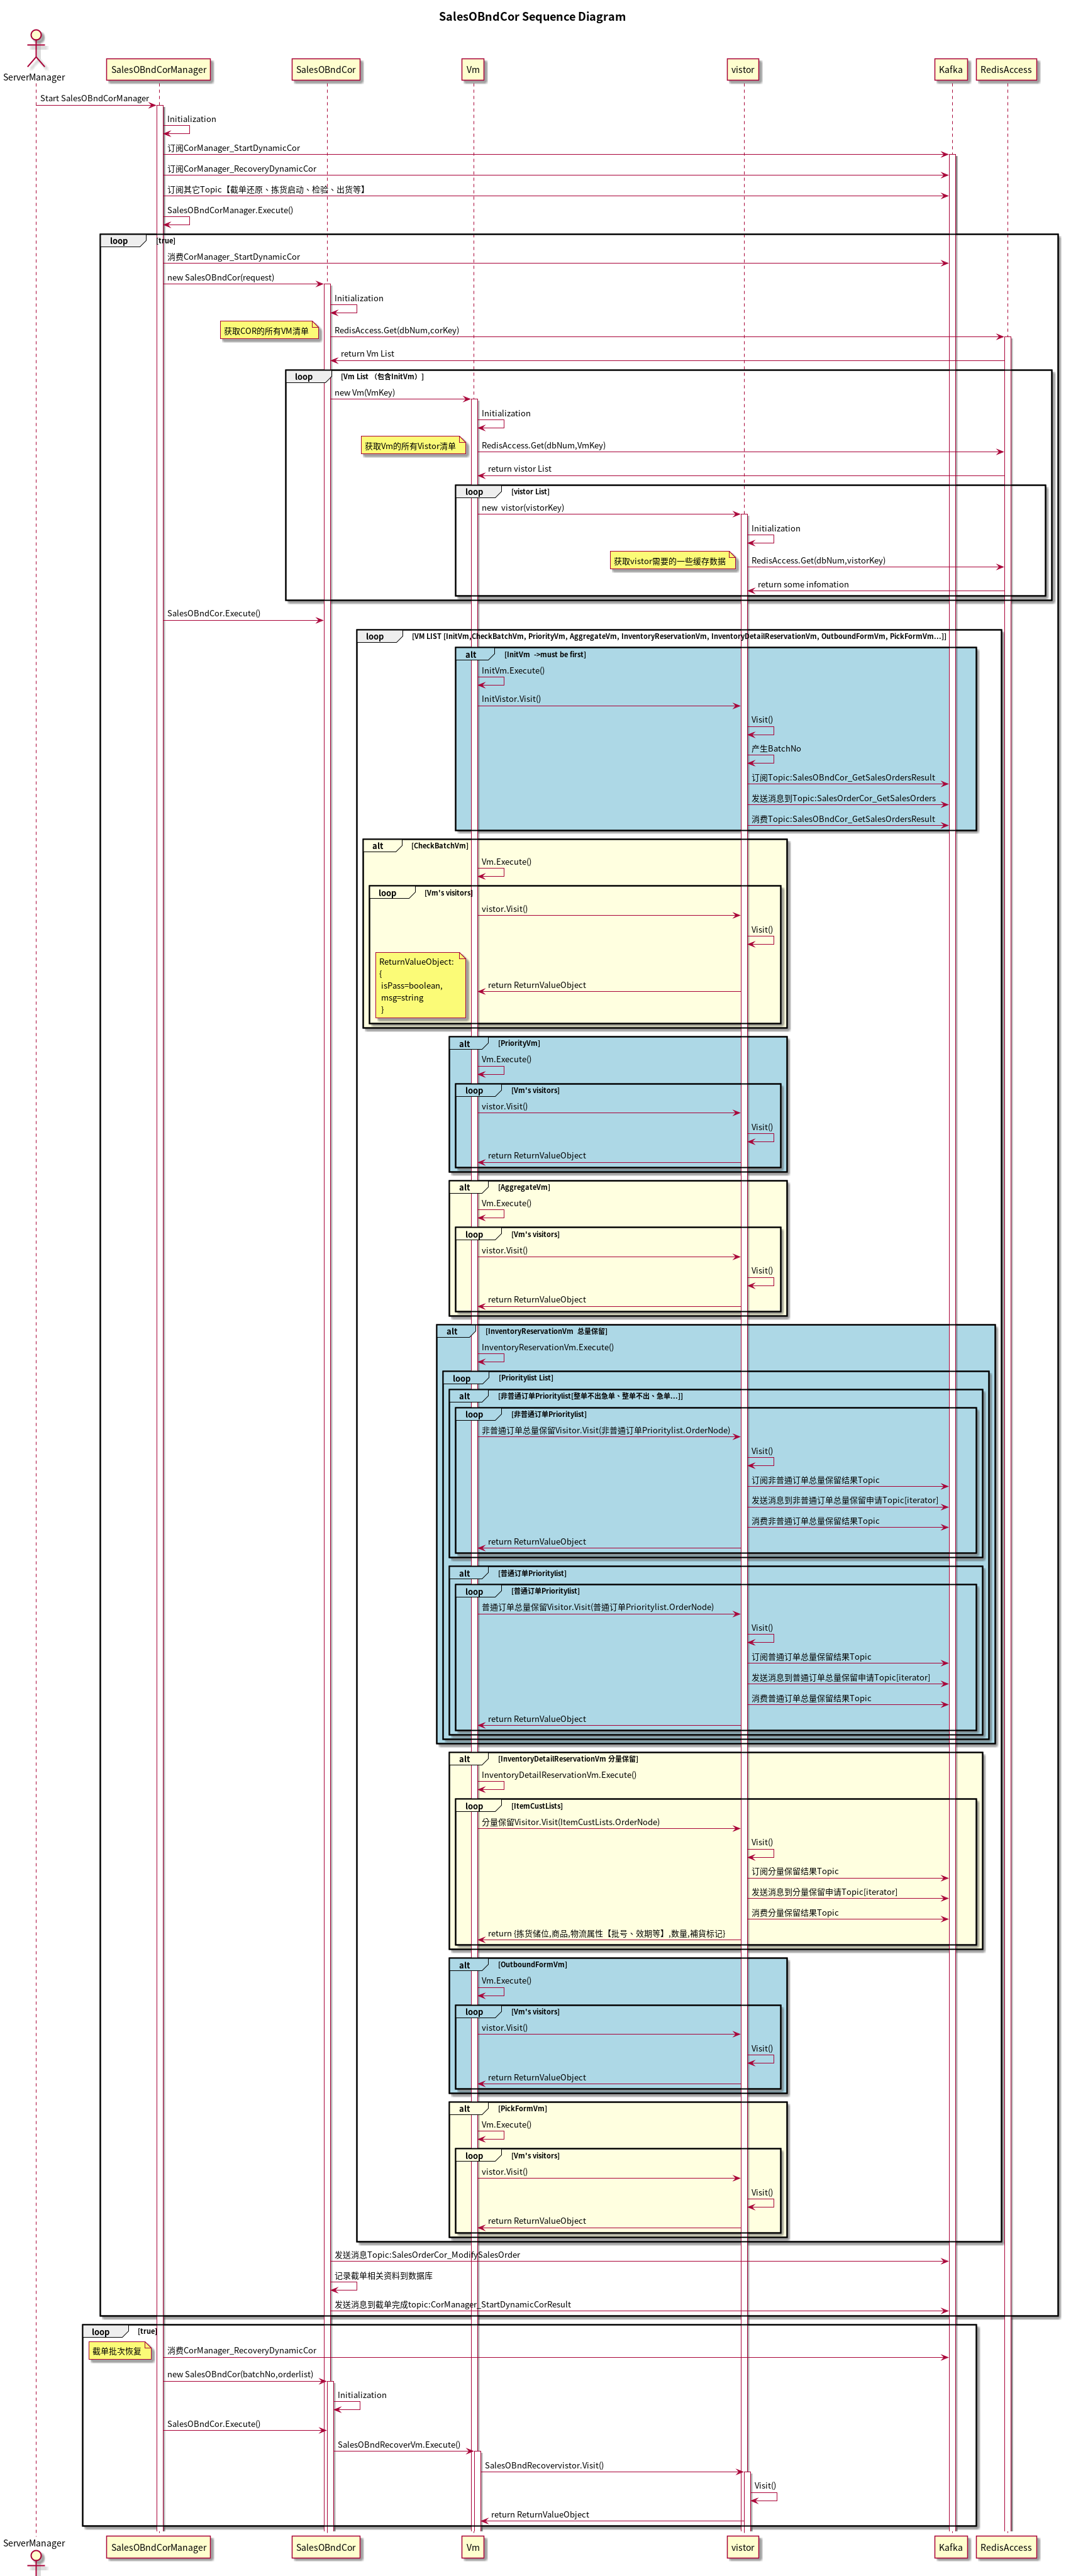 SalesOBndCor Sequence Diagram
ServerManager
SalesOBndCorManager
SalesOBndCor
Vm
vistor
Kafka
RedisAccess
Start SalesOBndCorManager
Initialization
订阅CorManager_StartDynamicCor
订阅CorManager_RecoveryDynamicCor
订阅其它Topic【截单还原、拣货启动、检验、出货等】
SalesOBndCorManager.Execute()
loop [true]
消费CorManager_StartDynamicCor
new SalesOBndCor(request)
Initialization
获取COR的所有VM清单
RedisAccess.Get(dbNum,corKey)
return Vm List
loop [Vm List （包含InitVm）]
new Vm(VmKey)
Initialization
获取Vm的所有Vistor清单
RedisAccess.Get(dbNum,VmKey)
return vistor List
loop [vistor List]
new  vistor(vistorKey)
Initialization
获取vistor需要的一些缓存数据
RedisAccess.Get(dbNum,vistorKey)
return some infomation
SalesOBndCor.Execute()
loop [VM LIST [InitVm,CheckBatchVm, PriorityVm, AggregateVm, InventoryReservationVm, InventoryDetailReservationVm, OutboundFormVm, PickFormVm...]]
alt [InitVm  ->must be first]
InitVm.Execute()
InitVistor.Visit()
Visit()
产生BatchNo
订阅Topic:SalesOBndCor_GetSalesOrdersResult
发送消息到Topic:SalesOrderCor_GetSalesOrders
消费Topic:SalesOBndCor_GetSalesOrdersResult
alt [CheckBatchVm]
Vm.Execute()
loop [Vm's visitors]
vistor.Visit()
Visit()
ReturnValueObject:
{
isPass=boolean,
msg=string
}
return ReturnValueObject
alt [PriorityVm]
Vm.Execute()
loop [Vm's visitors]
vistor.Visit()
Visit()
return ReturnValueObject
alt [AggregateVm]
Vm.Execute()
loop [Vm's visitors]
vistor.Visit()
Visit()
return ReturnValueObject
alt [InventoryReservationVm  总量保留]
InventoryReservationVm.Execute()
loop [Prioritylist List]
alt [非普通订单Prioritylist[整单不出急单、整单不出、急单...]]
loop [非普通订单Prioritylist]
非普通订单总量保留Visitor.Visit(非普通订单Prioritylist.OrderNode)
Visit()
订阅非普通订单总量保留结果Topic
发送消息到非普通订单总量保留申请Topic[iterator]
消费非普通订单总量保留结果Topic
return ReturnValueObject
alt [普通订单Prioritylist]
loop [普通订单Prioritylist]
普通订单总量保留Visitor.Visit(普通订单Prioritylist.OrderNode)
Visit()
订阅普通订单总量保留结果Topic
发送消息到普通订单总量保留申请Topic[iterator]
消费普通订单总量保留结果Topic
return ReturnValueObject
alt [InventoryDetailReservationVm 分量保留]
InventoryDetailReservationVm.Execute()
loop [ItemCustLists]
分量保留Visitor.Visit(ItemCustLists.OrderNode)
Visit()
订阅分量保留结果Topic
发送消息到分量保留申请Topic[iterator]
消费分量保留结果Topic
return {拣货储位,商品,物流属性【批号、效期等】,数量,補貨标记}
alt [OutboundFormVm]
Vm.Execute()
loop [Vm's visitors]
vistor.Visit()
Visit()
return ReturnValueObject
alt [PickFormVm]
Vm.Execute()
loop [Vm's visitors]
vistor.Visit()
Visit()
return ReturnValueObject
发送消息Topic:SalesOrderCor_ModifySalesOrder
记录截单相关资料到数据库
发送消息到截单完成topic:CorManager_StartDynamicCorResult
loop [true]
截单批次恢复
消费CorManager_RecoveryDynamicCor
new SalesOBndCor(batchNo,orderlist)
Initialization
SalesOBndCor.Execute()
SalesOBndRecoverVm.Execute()
SalesOBndRecovervistor.Visit()
Visit()
return ReturnValueObject
ServerManager
SalesOBndCorManager
SalesOBndCor
Vm
vistor
Kafka
RedisAccess